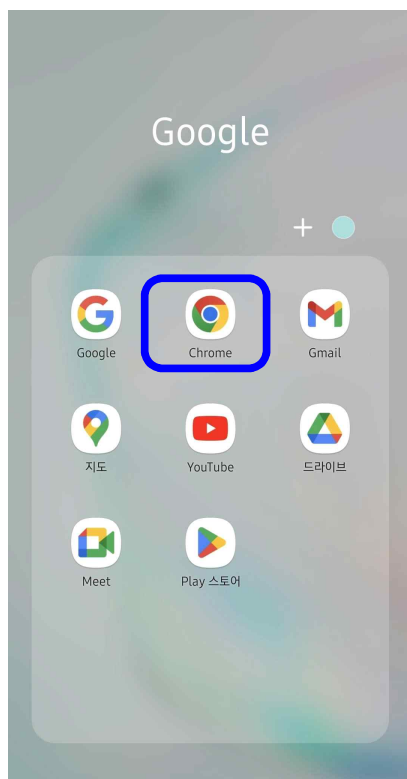 Google
+
Google
Chrome
Gmail
지도
YouTube
드라이브
Meet
Play 스토어